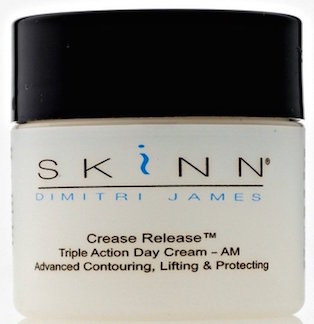 SKiNN®
DIMITRI JAMES
Crease Release™
Triple Action Day Cream – AM
Advanced Contouring, Lifting & Protecting